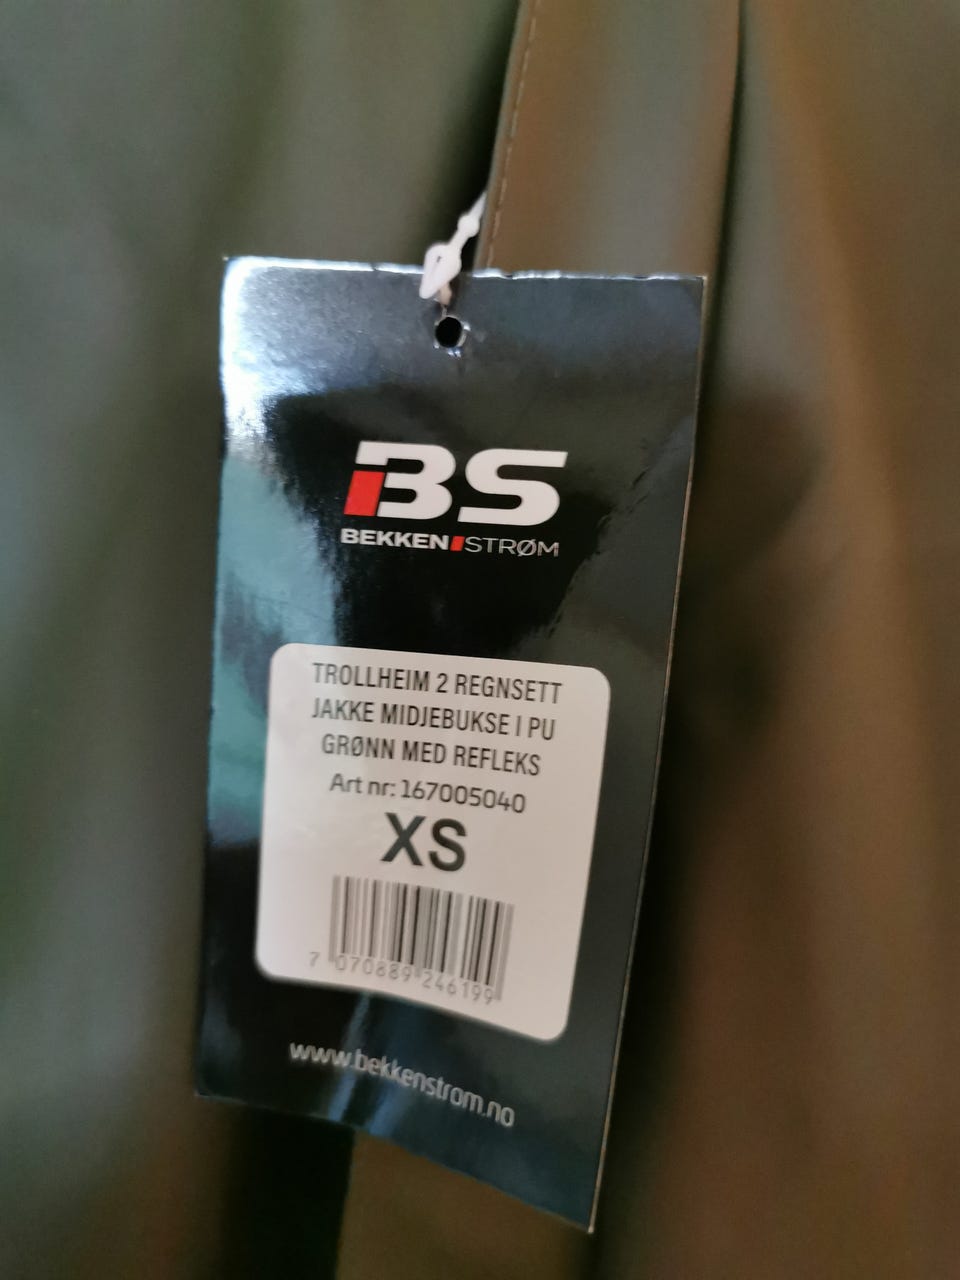 BS
BEKKEN STRØM
TROLLHEIM 2 REGNSETT
JAKKE MIDJEBUKSE I PU
GRØNN MED REFLEKS
Art nr: 167005040
XS
7 070889 246199
www.bekkenstrom.no